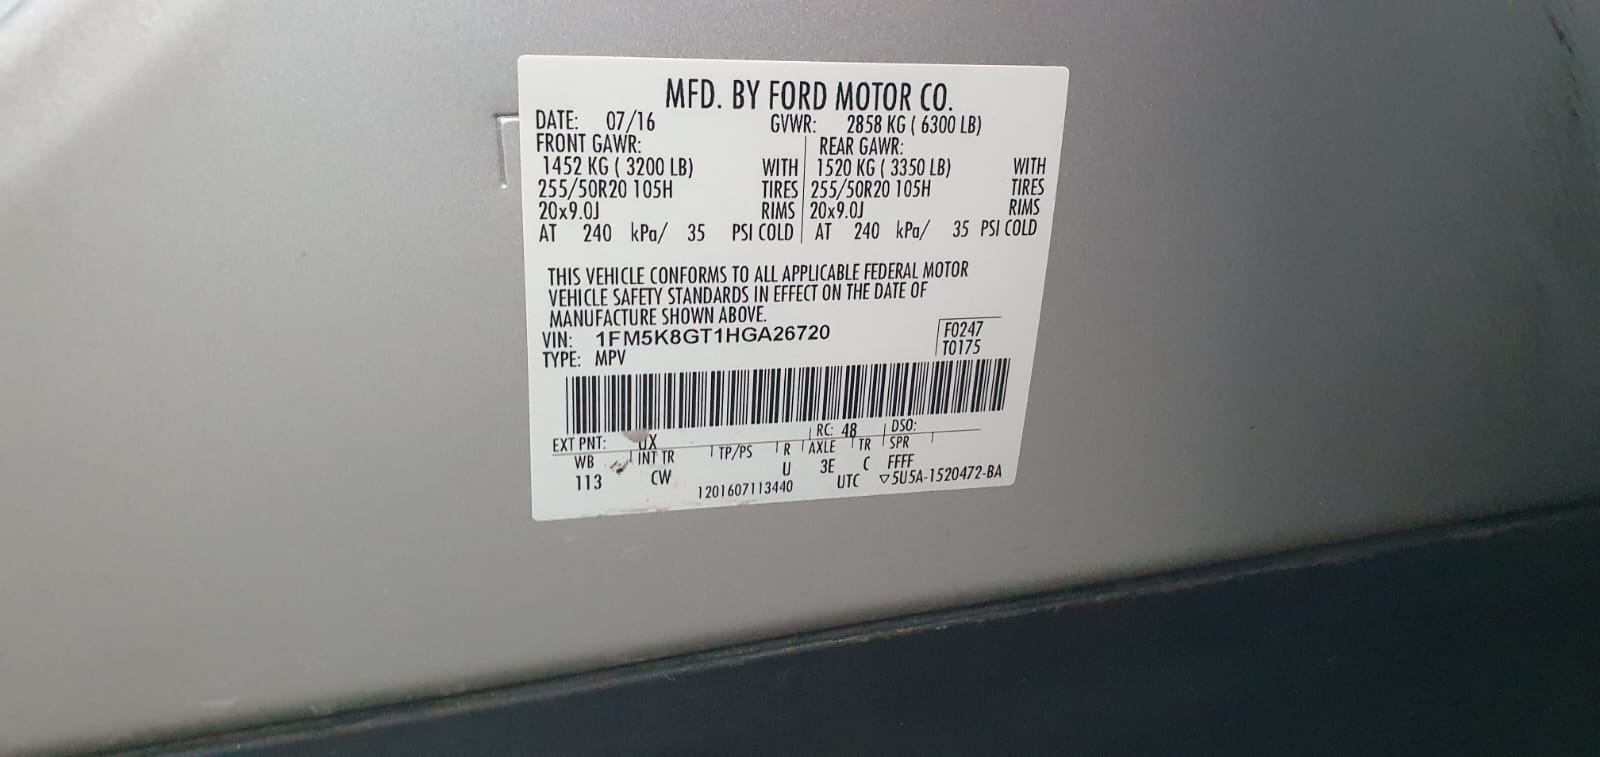 MFD. BY FORD MOTOR CO.
DATE: 07/16 GVWR: 2858 KG ( 6300 LB)
FRONT GAWR: REAR GAWR:
1452 KG ( 3200 LB) WITH 1520 KG ( 3350 LB) WITH
255/50R20 105H TIRES 255/50R20 105H TIRES
20x9.0J RIMS 20x9.0J RIMS
AT 240 kPa/ 35 PSI COLD AT 240 kPa/ 35 PSI COLD
THIS VEHICLE CONFORMS TO ALL APPLICABLE FEDERAL MOTOR
VEHICLE SAFETY STANDARDS IN EFFECT ON THE DATE OF
MANUFACTURE SHOWN ABOVE.
VIN: 1FM5K8GT1HGA26720 F0247
TYPE: MPV T0175
EXT PNT: UX RC: 48 DSO:
WB INT TR TP/PS R AXLE TR SPR
113 CW U 3E C FFFF
1201607113440 UTC ▽5U5A-1520472-BA